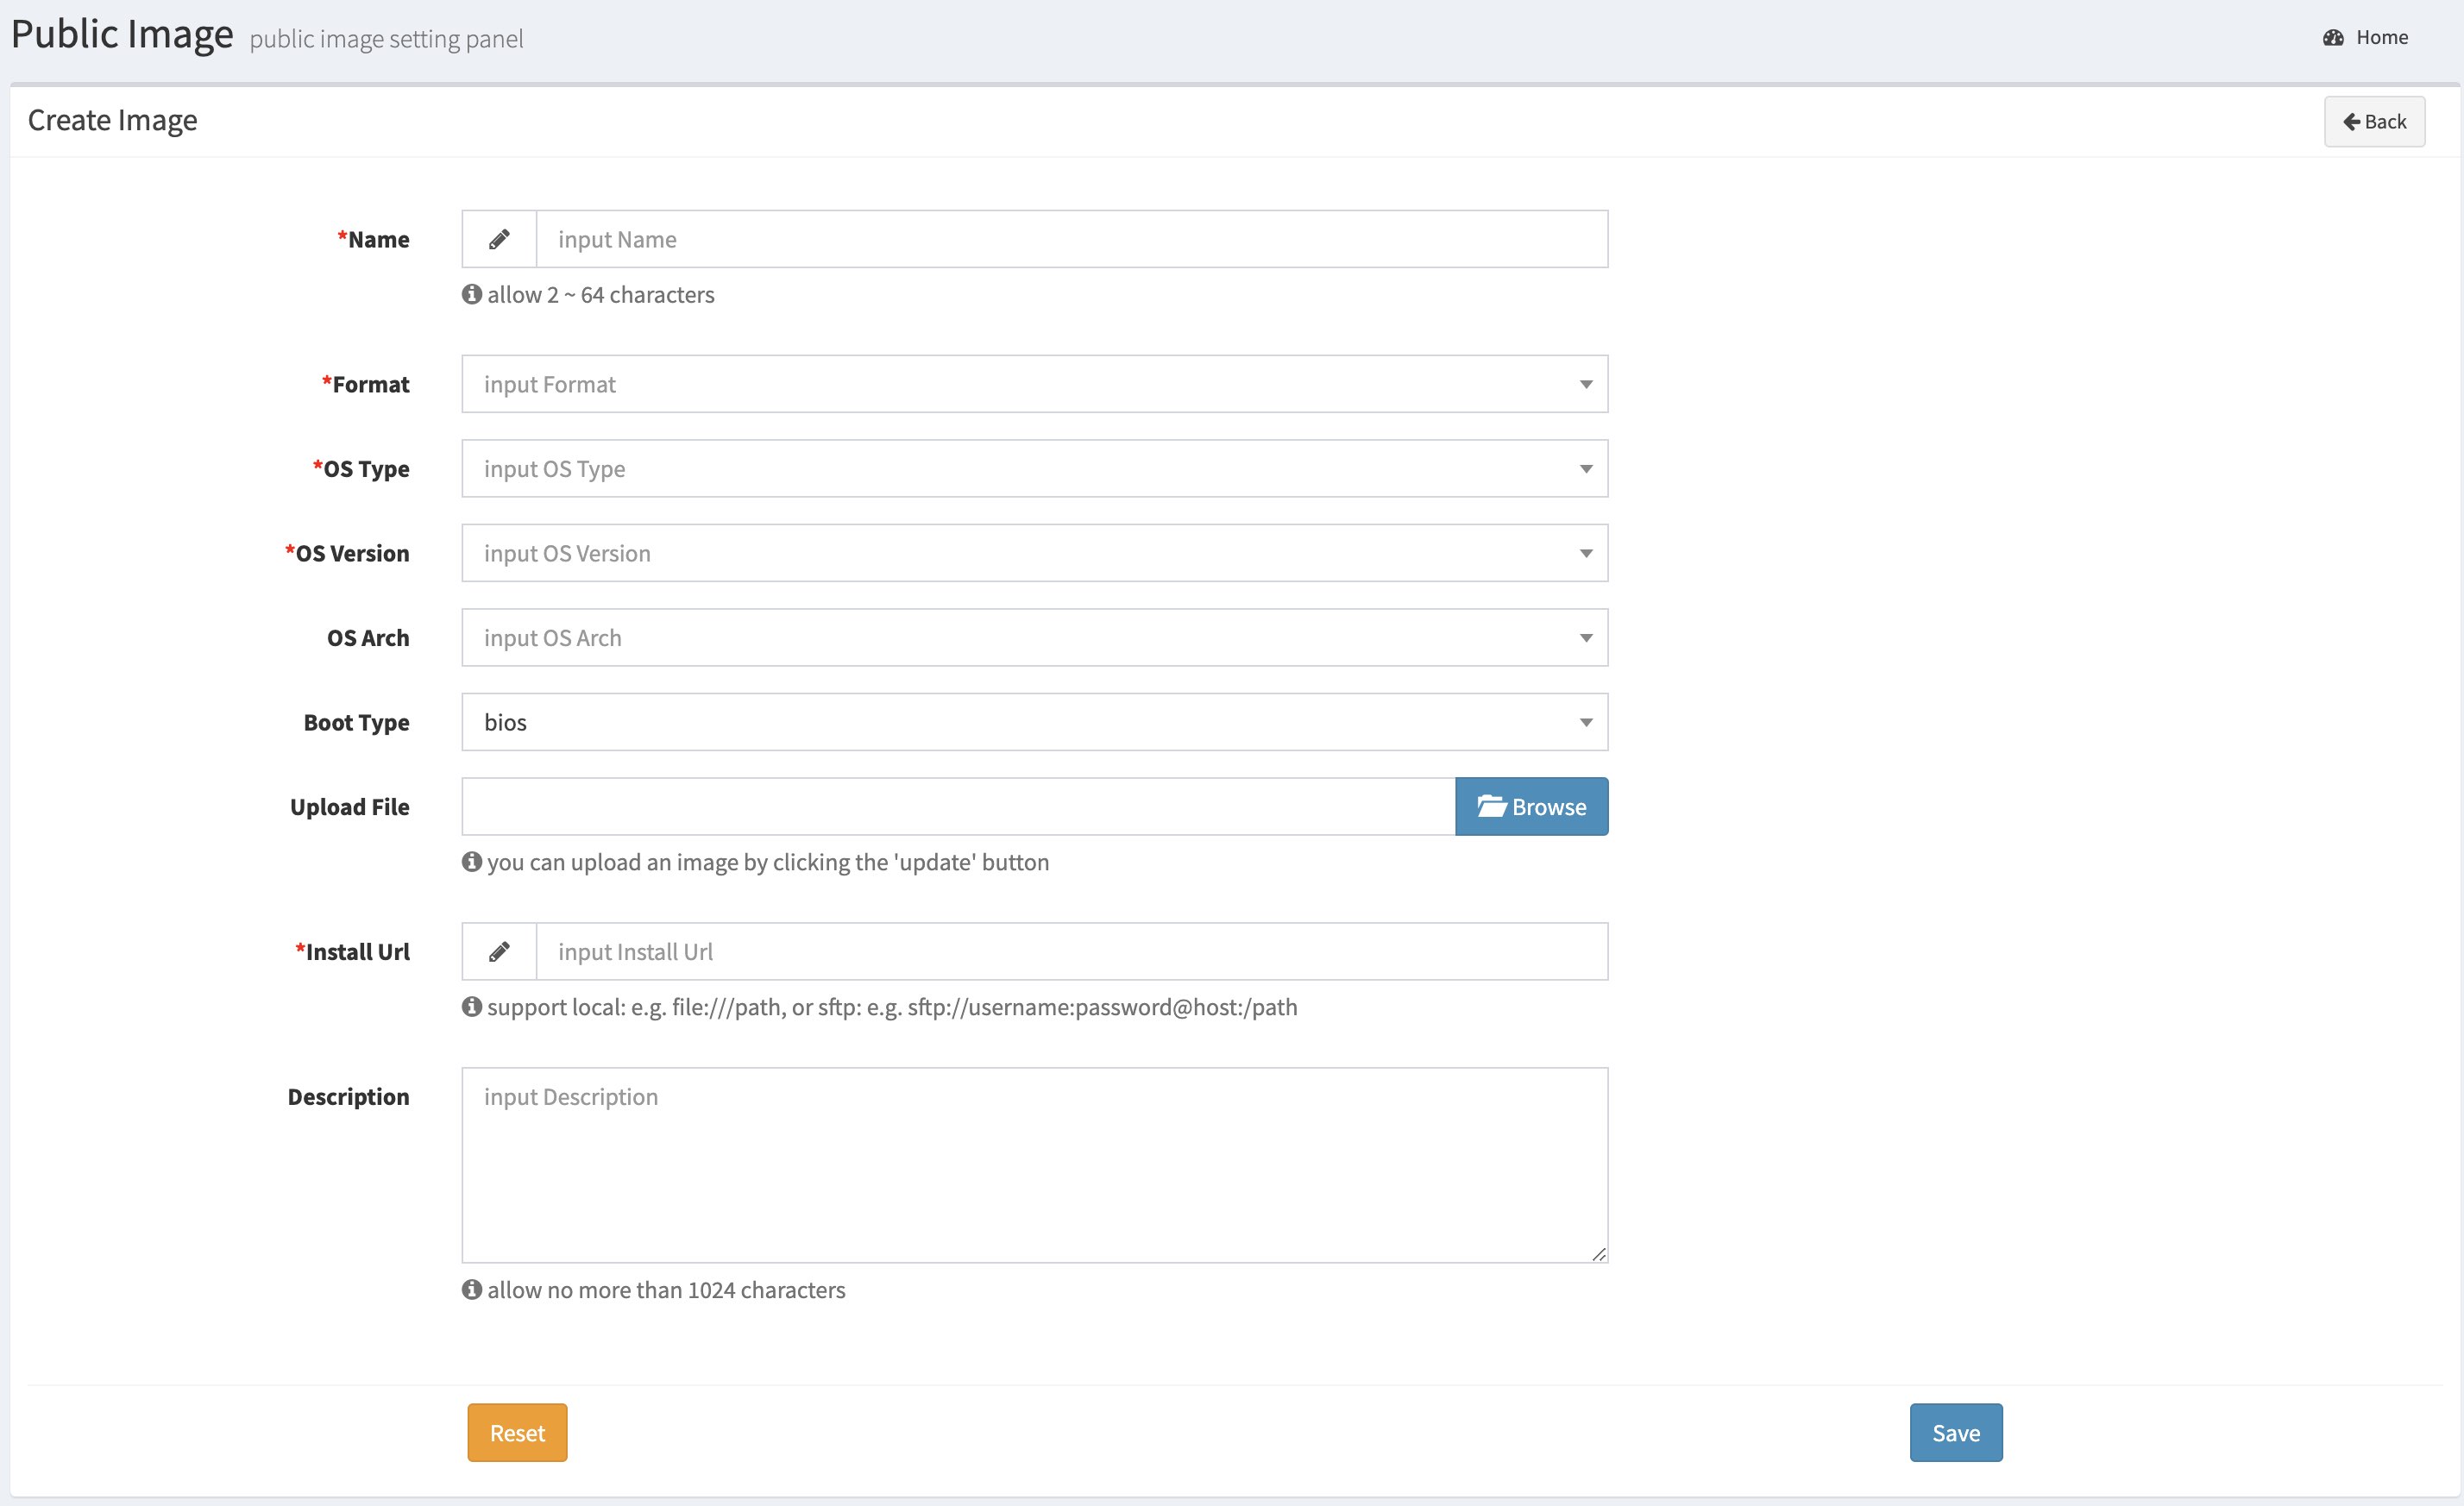 Public Image public image setting panel
Home
Create Image
Back
*Name
input Name
allow 2 ~ 64 characters
*Format
input Format
*OS Type
input OS Type
*OS Version
input OS Version
OS Arch
input OS Arch
Boot Type
bios
Upload File
Browse
you can upload an image by clicking the 'update' button
*Install Url
input Install Url
support local: e.g. file:///path, or sftp: e.g. sftp://username:password@host:/path
Description
input Description
allow no more than 1024 characters
Reset
Save